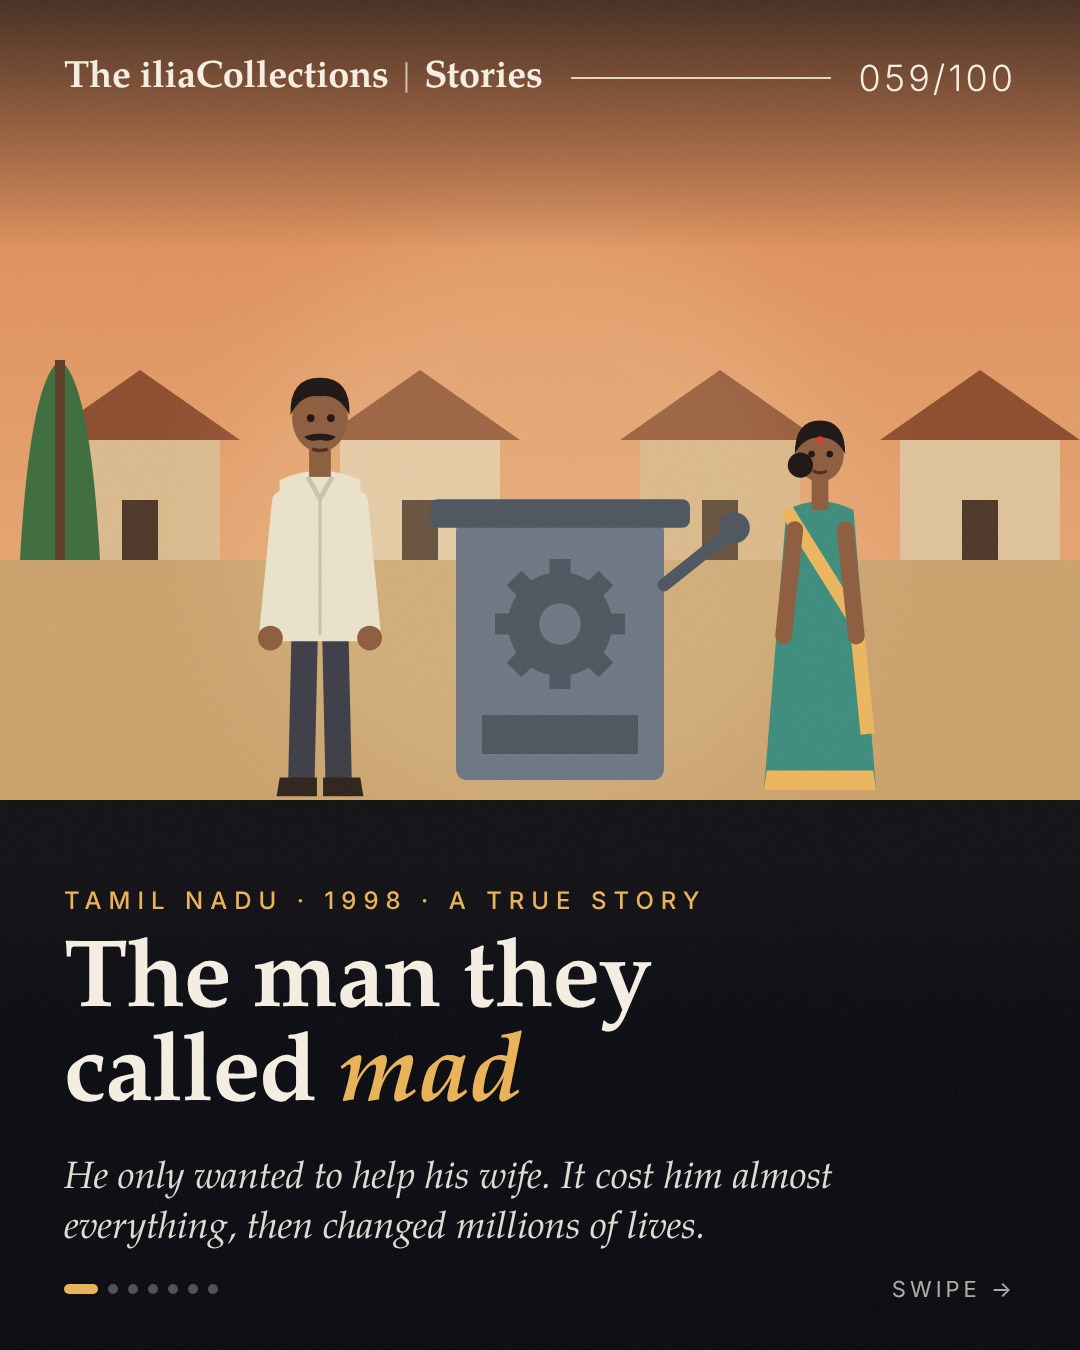 The iliaCollections | Stories 059/100
TAMIL NADU · 1998 · A TRUE STORY
The man they
called mad
He only wanted to help his wife. It cost him almost
everything, then changed millions of lives.
SWIPE →